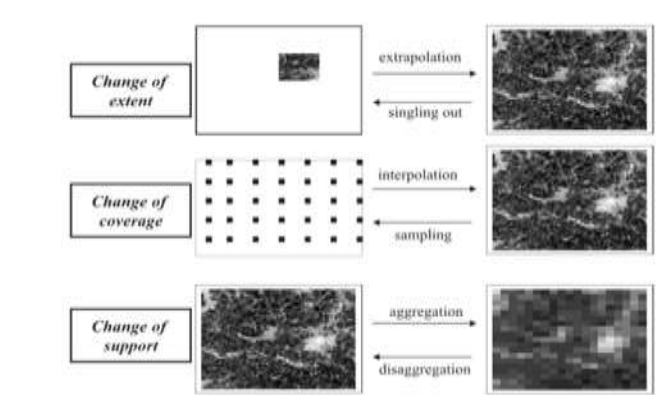 Change of
extent
extrapolation
singling out
Change of
coverage
interpolation
sampling
Change of
support
aggregation
disaggregation